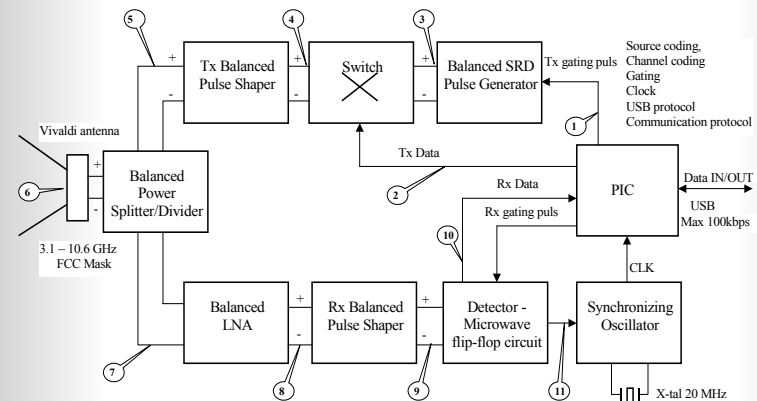 5
4
3
+
-
Tx Balanced
Pulse Shaper
+
-
Switch
+
-
Balanced SRD
Pulse Generator
Tx gating puls
1
Source coding,
Channel coding
Gating
Clock
USB protocol
Communication protocol
Vivaldi antenna
6
+
-
Balanced
Power
Splitter/Divider
3.1 – 10.6 GHz
FCC Mask
Tx Data
2
Rx Data
Rx gating puls
10
PIC
Data IN/OUT
USB
Max 100kbps
CLK
Balanced
LNA
+
-
Rx Balanced
Pulse Shaper
+
-
Detector -
Microwave
flip-flop circuit
Synchronizing
Oscillator
7
8
9
11
X-tal 20 MHz